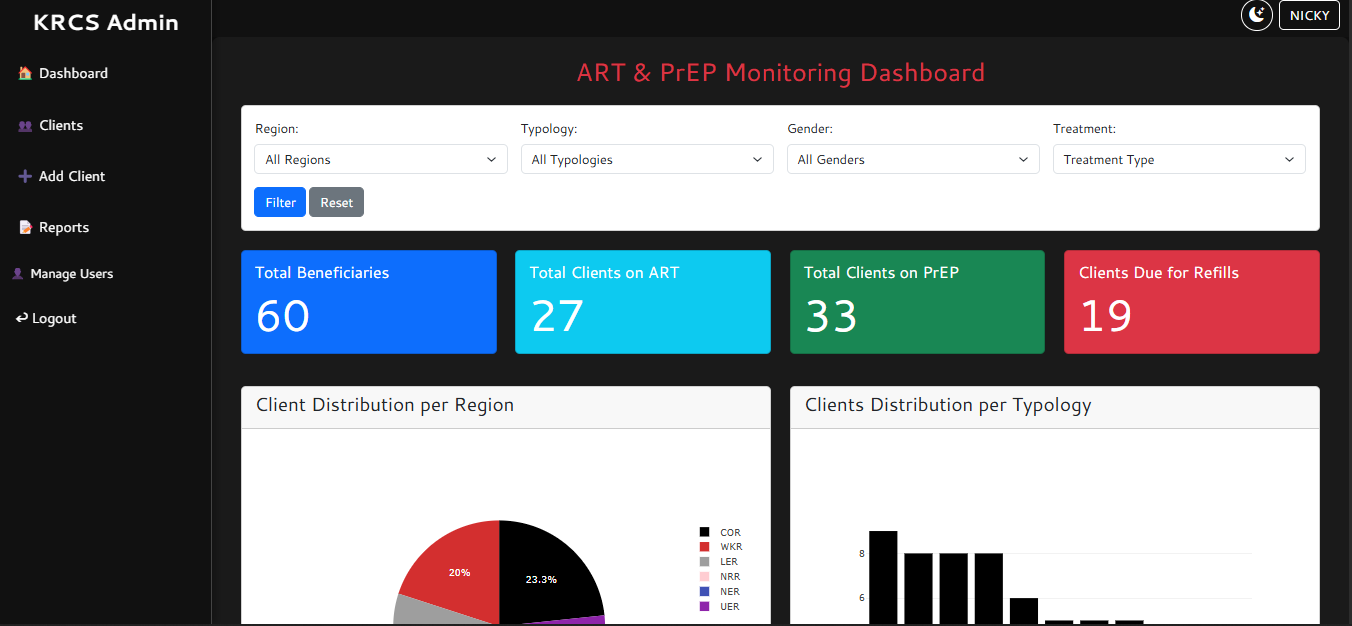 KRCS Admin
NICKY
Dashboard
Clients
Add Client
Reports
Manage Users
Logout
ART & PrEP Monitoring Dashboard
Region: Typology: Gender: Treatment:
All Regions All Typologies All Genders Treatment Type
Filter Reset
Total Beneficiaries Total Clients on ART Total Clients on PrEP Clients Due for Refills
60 27 33 19
Client Distribution per Region
20%
23.3%
COR
WKR
LER
NRR
NER
UER
Clients Distribution per Typology
8
6